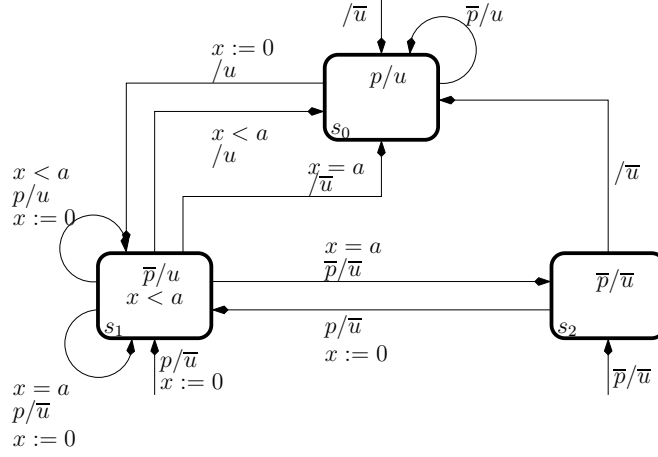 /u̅
p̅/u
x := 0
/u
p/u
s₀
x < a
/u
x = a
/u̅
x < a
p/u
x := 0
/u̅
x = a
p̅/u̅
p̅/u
x < a
s₁
p̅/u̅
s₂
p/u̅
x := 0
p/u̅
x := 0
p̅/u̅
x = a
p/u̅
x := 0